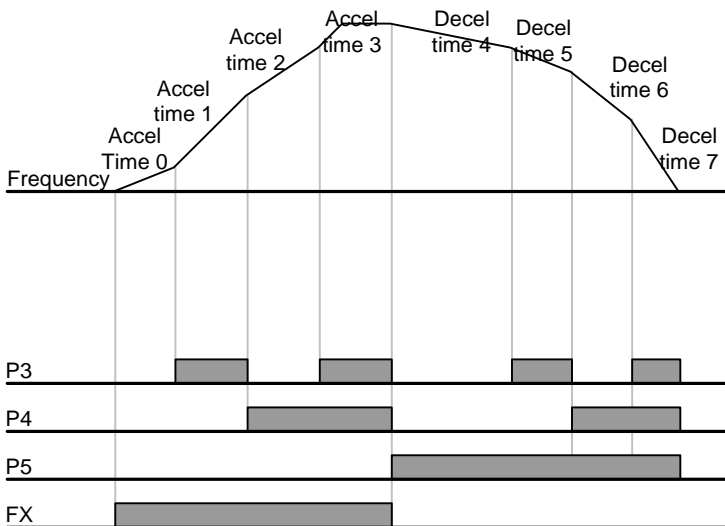 Accel
time 3
Decel
time 4
Decel
time 5
Accel
time 2
Decel
time 6
Accel
time 1
Accel
Time 0
Decel
time 7
Frequency
P3
P4
P5
FX